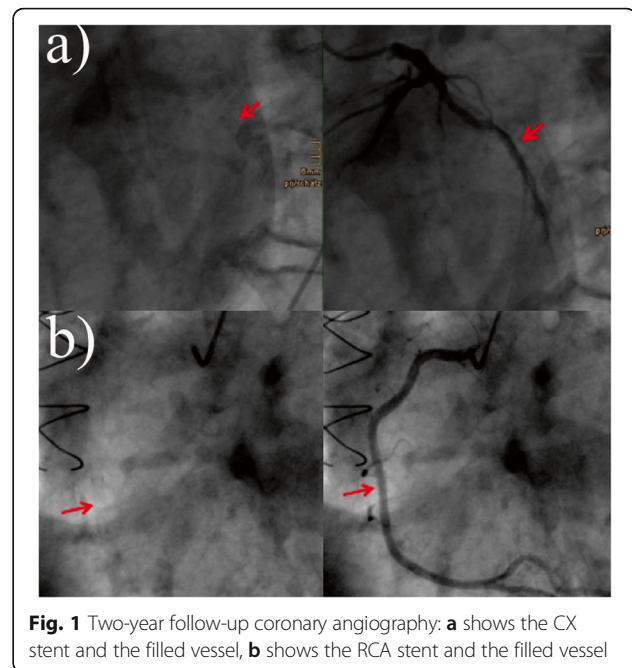 a)
6mm
b)
Fig. 1 Two-year follow-up coronary angiography: a shows the CX
stent and the filled vessel, b shows the RCA stent and the filled vessel